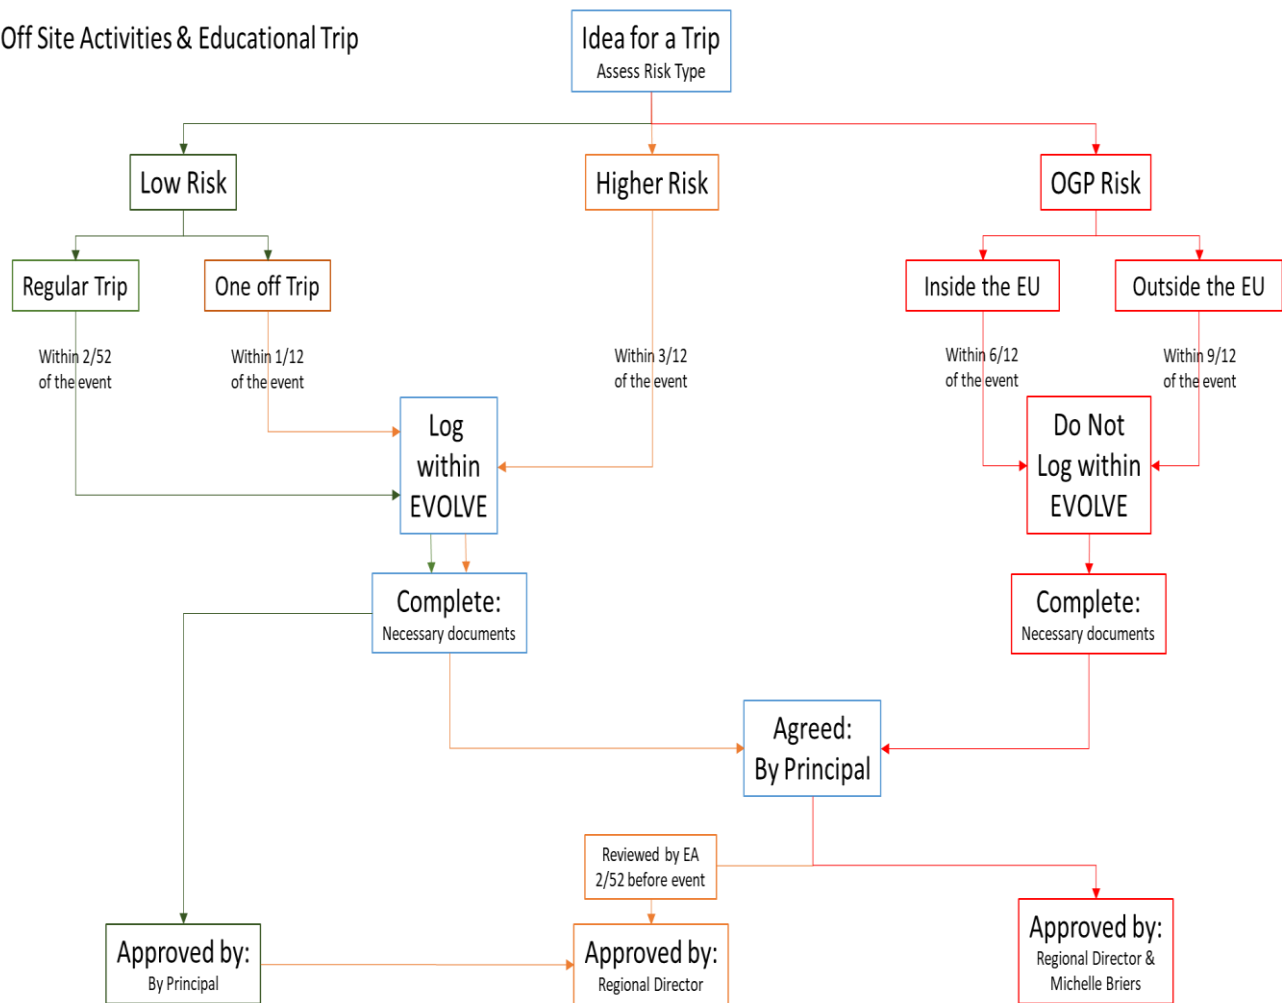 Off Site Activities & Educational Trip
Idea for a Trip
Assess Risk Type
Low Risk
Higher Risk
OGP Risk
Regular Trip
One off Trip
Inside the EU
Outside the EU
Within 2/52
of the event
Within 1/12
of the event
Within 3/12
of the event
Within 6/12
of the event
Within 9/12
of the event
Log
within
EVOLVE
Do Not
Log within
EVOLVE
Complete:
Necessary documents
Complete:
Necessary documents
Agreed:
By Principal
Reviewed by EA
2/52 before event
Approved by:
By Principal
Approved by:
Regional Director
Approved by:
Regional Director &
Michelle Briers